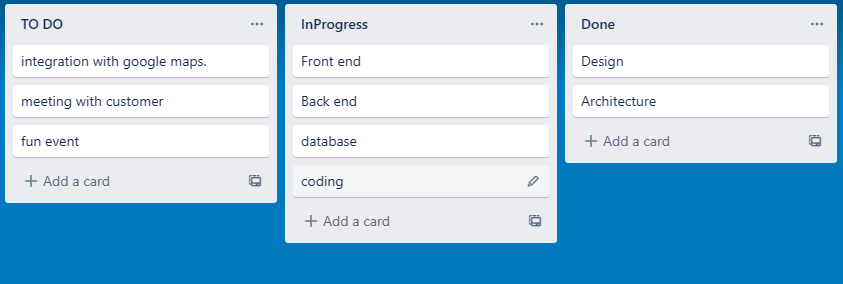 TO DO
integration with google maps.
meeting with customer
fun event
Add a card
InProgress
Front end
Back end
database
coding
Add a card
Done
Design
Architecture
Add a card